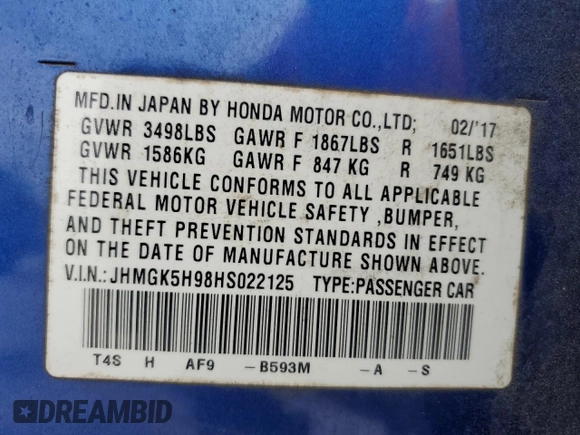 MFD.IN JAPAN BY HONDA MOTOR CO.,LTD; 02/'17
GVWR 3498LBS GAWR F 1867LBS R 1651LBS
GVWR 1586KG GAWR F 847 KG R 749 KG
THIS VEHICLE CONFORMS TO ALL APPLICABLE
FEDERAL MOTOR VEHICLE SAFETY ,BUMPER,
AND THEFT PREVENTION STANDARDS IN EFFECT
ON THE DATE OF MANUFACTURE SHOWN ABOVE.
V.I.N.:JHMGK5H98HS022125 TYPE:PASSENGER CAR
T4S H AF9 -B593M -A -S
DREAMBID